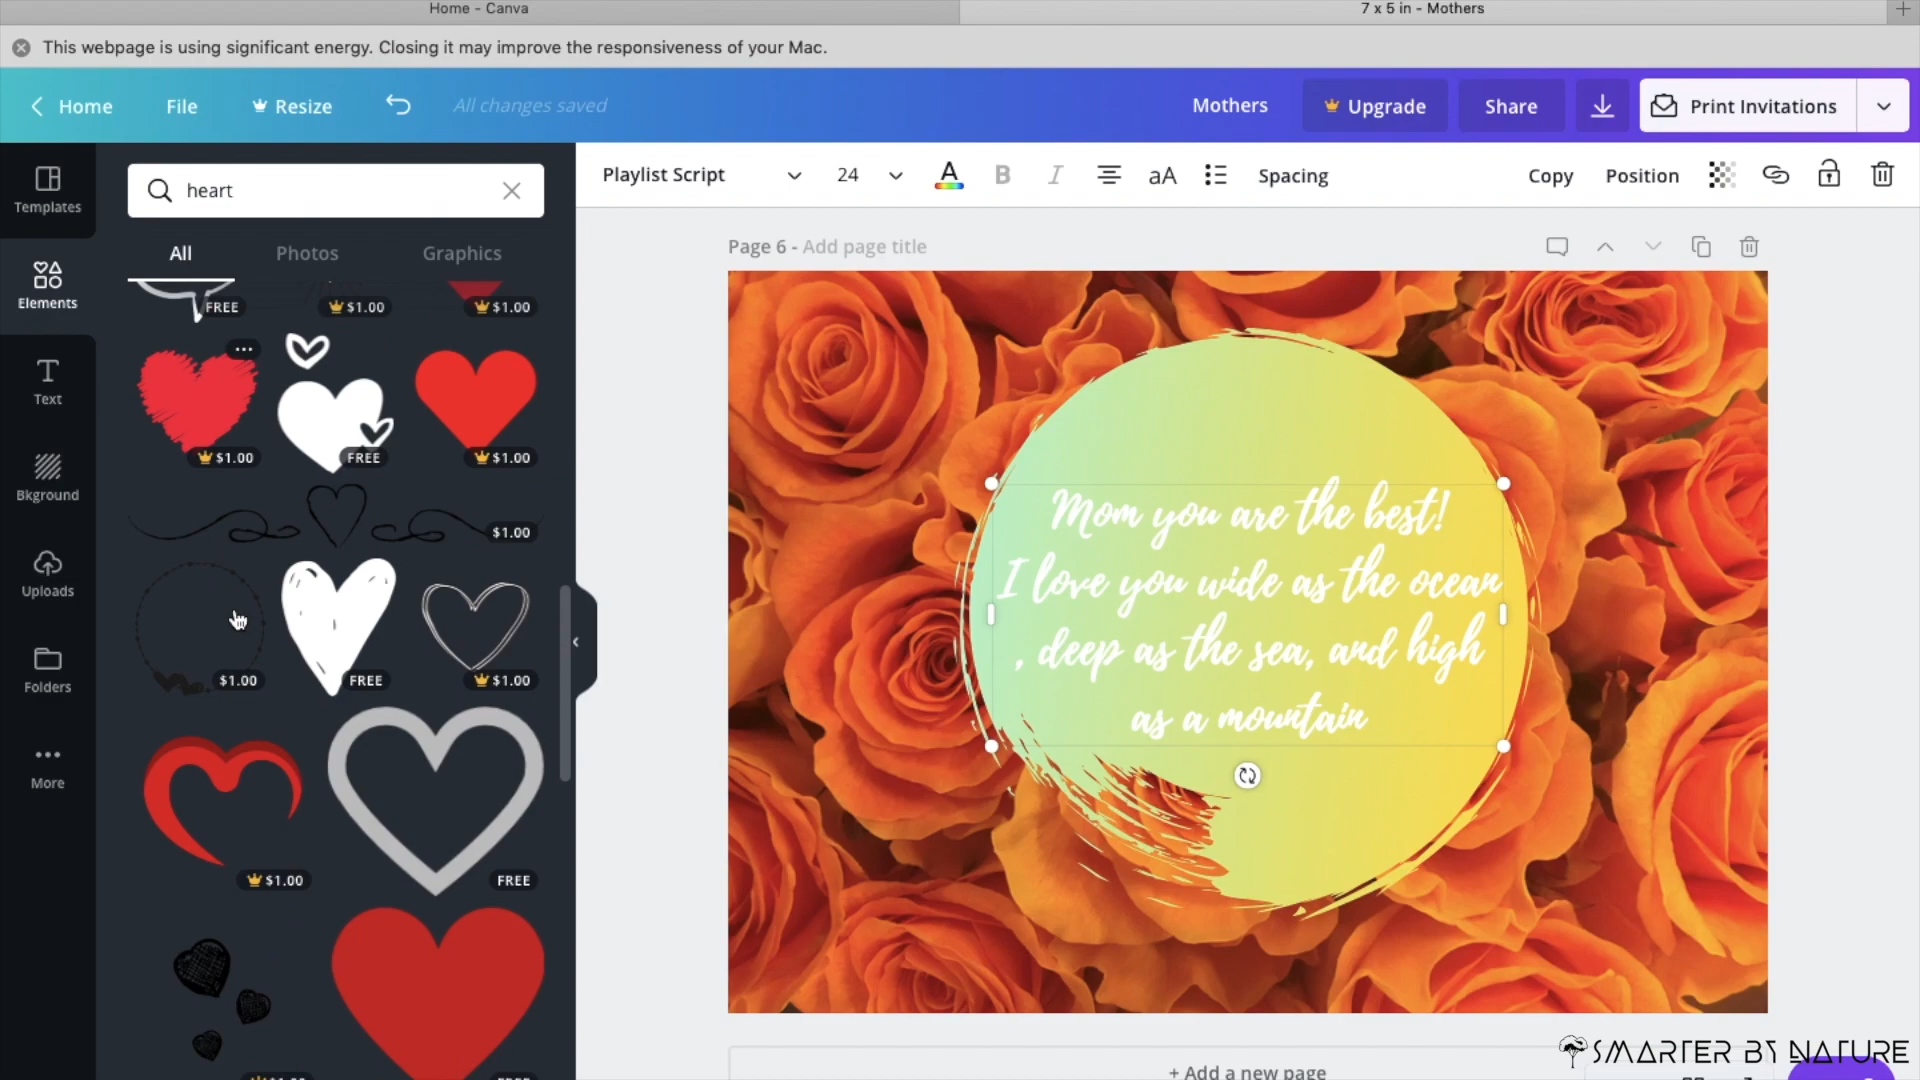 Home - Canva
7 x 5 in - Mothers
This webpage is using significant energy. Closing it may improve the responsiveness of your Mac.
Home
File
Resize
All changes saved
Mothers
Upgrade
Share
Print Invitations
Templates
heart
Playlist Script
24
A
B
I
aA
Spacing
Copy
Position
All
Photos
Graphics
Page 6 - Add page title
Elements
FREE
$1.00
$1.00
Text
$1.00
FREE
$1.00
Bkground
$1.00
Mom you are the best!
I love you wide as the ocean
, deep as the sea, and high
as a mountain
Uploads
Folders
$1.00
FREE
$1.00
More
$1.00
FREE
SMARTER BY NATURE
+ Add a new page